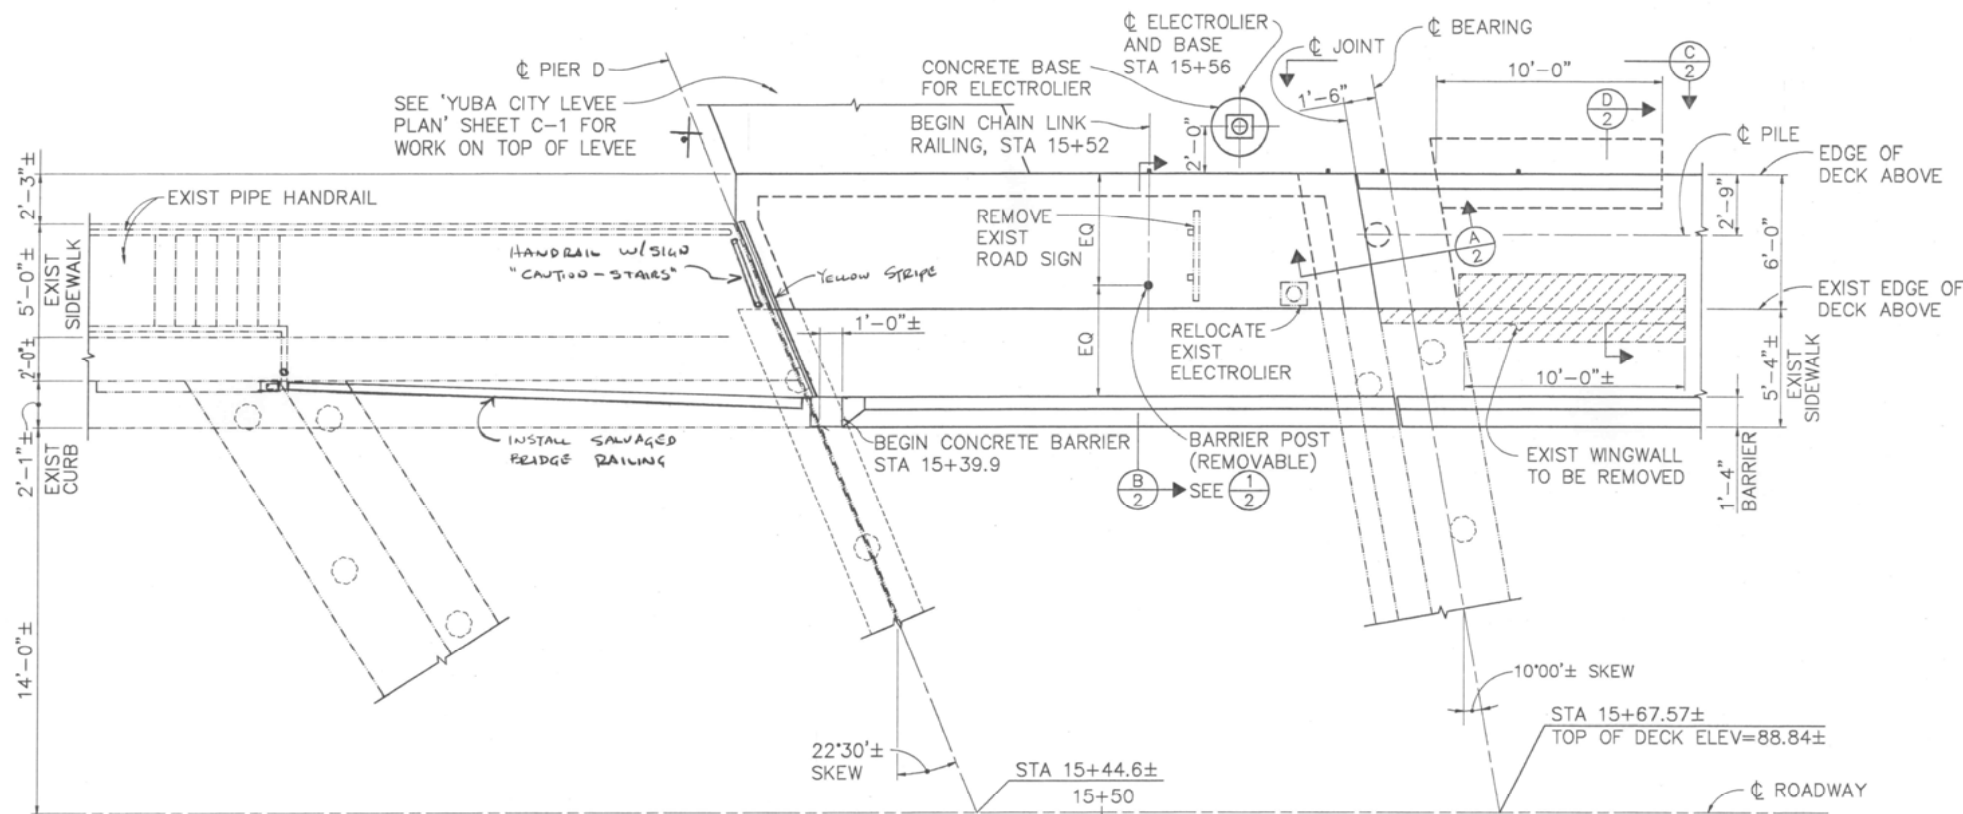 ℄ PIER D
SEE 'YUBA CITY LEVEE
PLAN' SHEET C-1 FOR
WORK ON TOP OF LEVEE
EXIST PIPE HANDRAIL
HANDRAIL W/SIGN
"CAUTION-STAIRS"
YELLOW STRIPE
INSTALL SALVAGED
BRIDGE RAILING
2'-3"±
5'-0"±
EXIST
SIDEWALK
2'-0"±
2'-1"±
EXIST
CURB
14'-0"±
CONCRETE BASE
FOR ELECTROLIER
BEGIN CHAIN LINK
RAILING, STA 15+52
℄ ELECTROLIER
AND BASE
STA 15+56
2'-0"
℄ JOINT
℄ BEARING
1'-6"
10'-0"
C
2
D
2
℄ PILE
EDGE OF
DECK ABOVE
2'-9"
6'-0"
EXIST EDGE OF
DECK ABOVE
5'-4"±
EXIST
SIDEWALK
1'-4"
BARRIER
REMOVE
EXIST
ROAD SIGN
EQ
EQ
A
2
RELOCATE
EXIST
ELECTROLIER
1'-0"±
10'-0"±
BEGIN CONCRETE BARRIER
STA 15+39.9
BARRIER POST
(REMOVABLE)
B
2
SEE
1
2
EXIST WINGWALL
TO BE REMOVED
22°30'±
SKEW
10°00'± SKEW
STA 15+44.6±
15+50
STA 15+67.57±
TOP OF DECK ELEV=88.84±
℄ ROADWAY